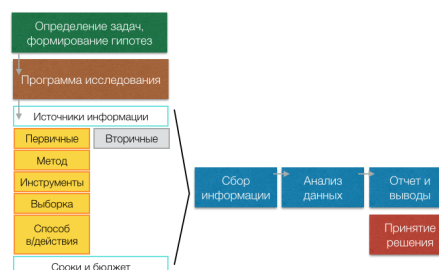 Определение задач,
формирование гипотез
Программа исследования
Источники информации
Первичные
Вторичные
Метод
Инструменты
Выборка
Способ
в/действия
Сроки и бюджет
Сбор
информации
Анализ
данных
Отчет и
выводы
Принятие
решения